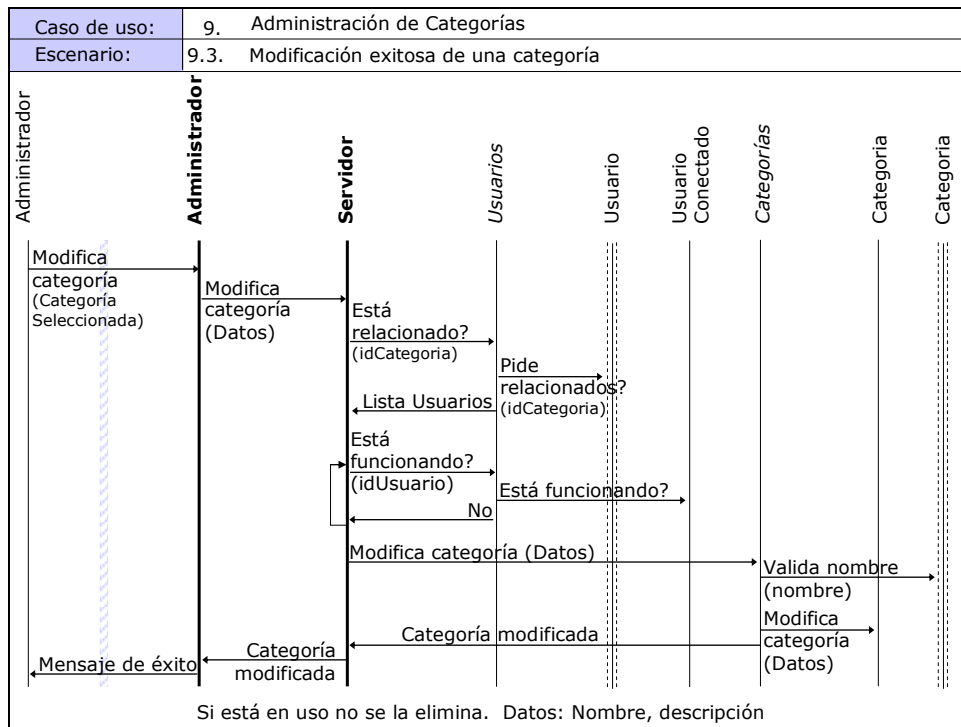 Caso de uso: 9. Administración de Categorías
Escenario: 9.3. Modificación exitosa de una categoría
Administrador
Administrador
Servidor
Usuarios
Usuario
Usuario
Conectado
Categorías
Categoria
Categoria
Modifica
categoría
(Categoría
Seleccionada)
Modifica
categoría
(Datos)
Está
relacionado?
(idCategoria)
Pide
relacionados?
(idCategoria)
Lista Usuarios
Está
funcionando?
(idUsuario)
Está funcionando?
No
Modifica categoría (Datos)
Valida nombre
(nombre)
Modifica
categoría
(Datos)
Categoría modificada
Categoría
modificada
Mensaje de éxito
Si está en uso no se la elimina. Datos: Nombre, descripción